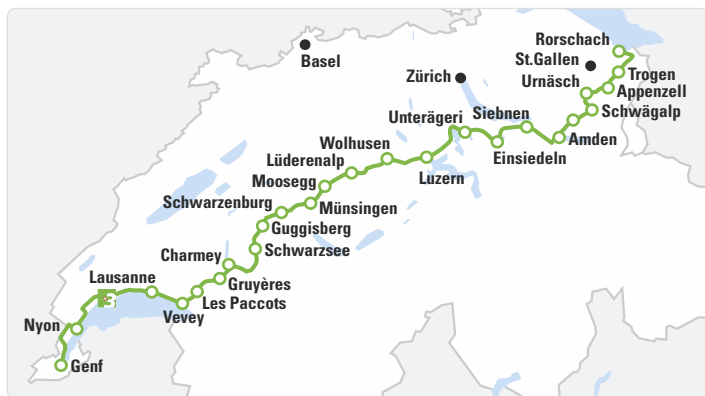 Rorschach
St.Gallen
Basel
Trogen
Zürich
Urnäsch
Appenzell
Schwägalp
Siebnen
Unterägeri
Amden
Wolhusen
Einsiedeln
Lüderenalp
Luzern
Moosegg
Schwarzenburg
Münsingen
Guggisberg
Schwarzsee
Charmey
Lausanne
Gruyères
3
Les Paccots
Vevey
Nyon
Genf